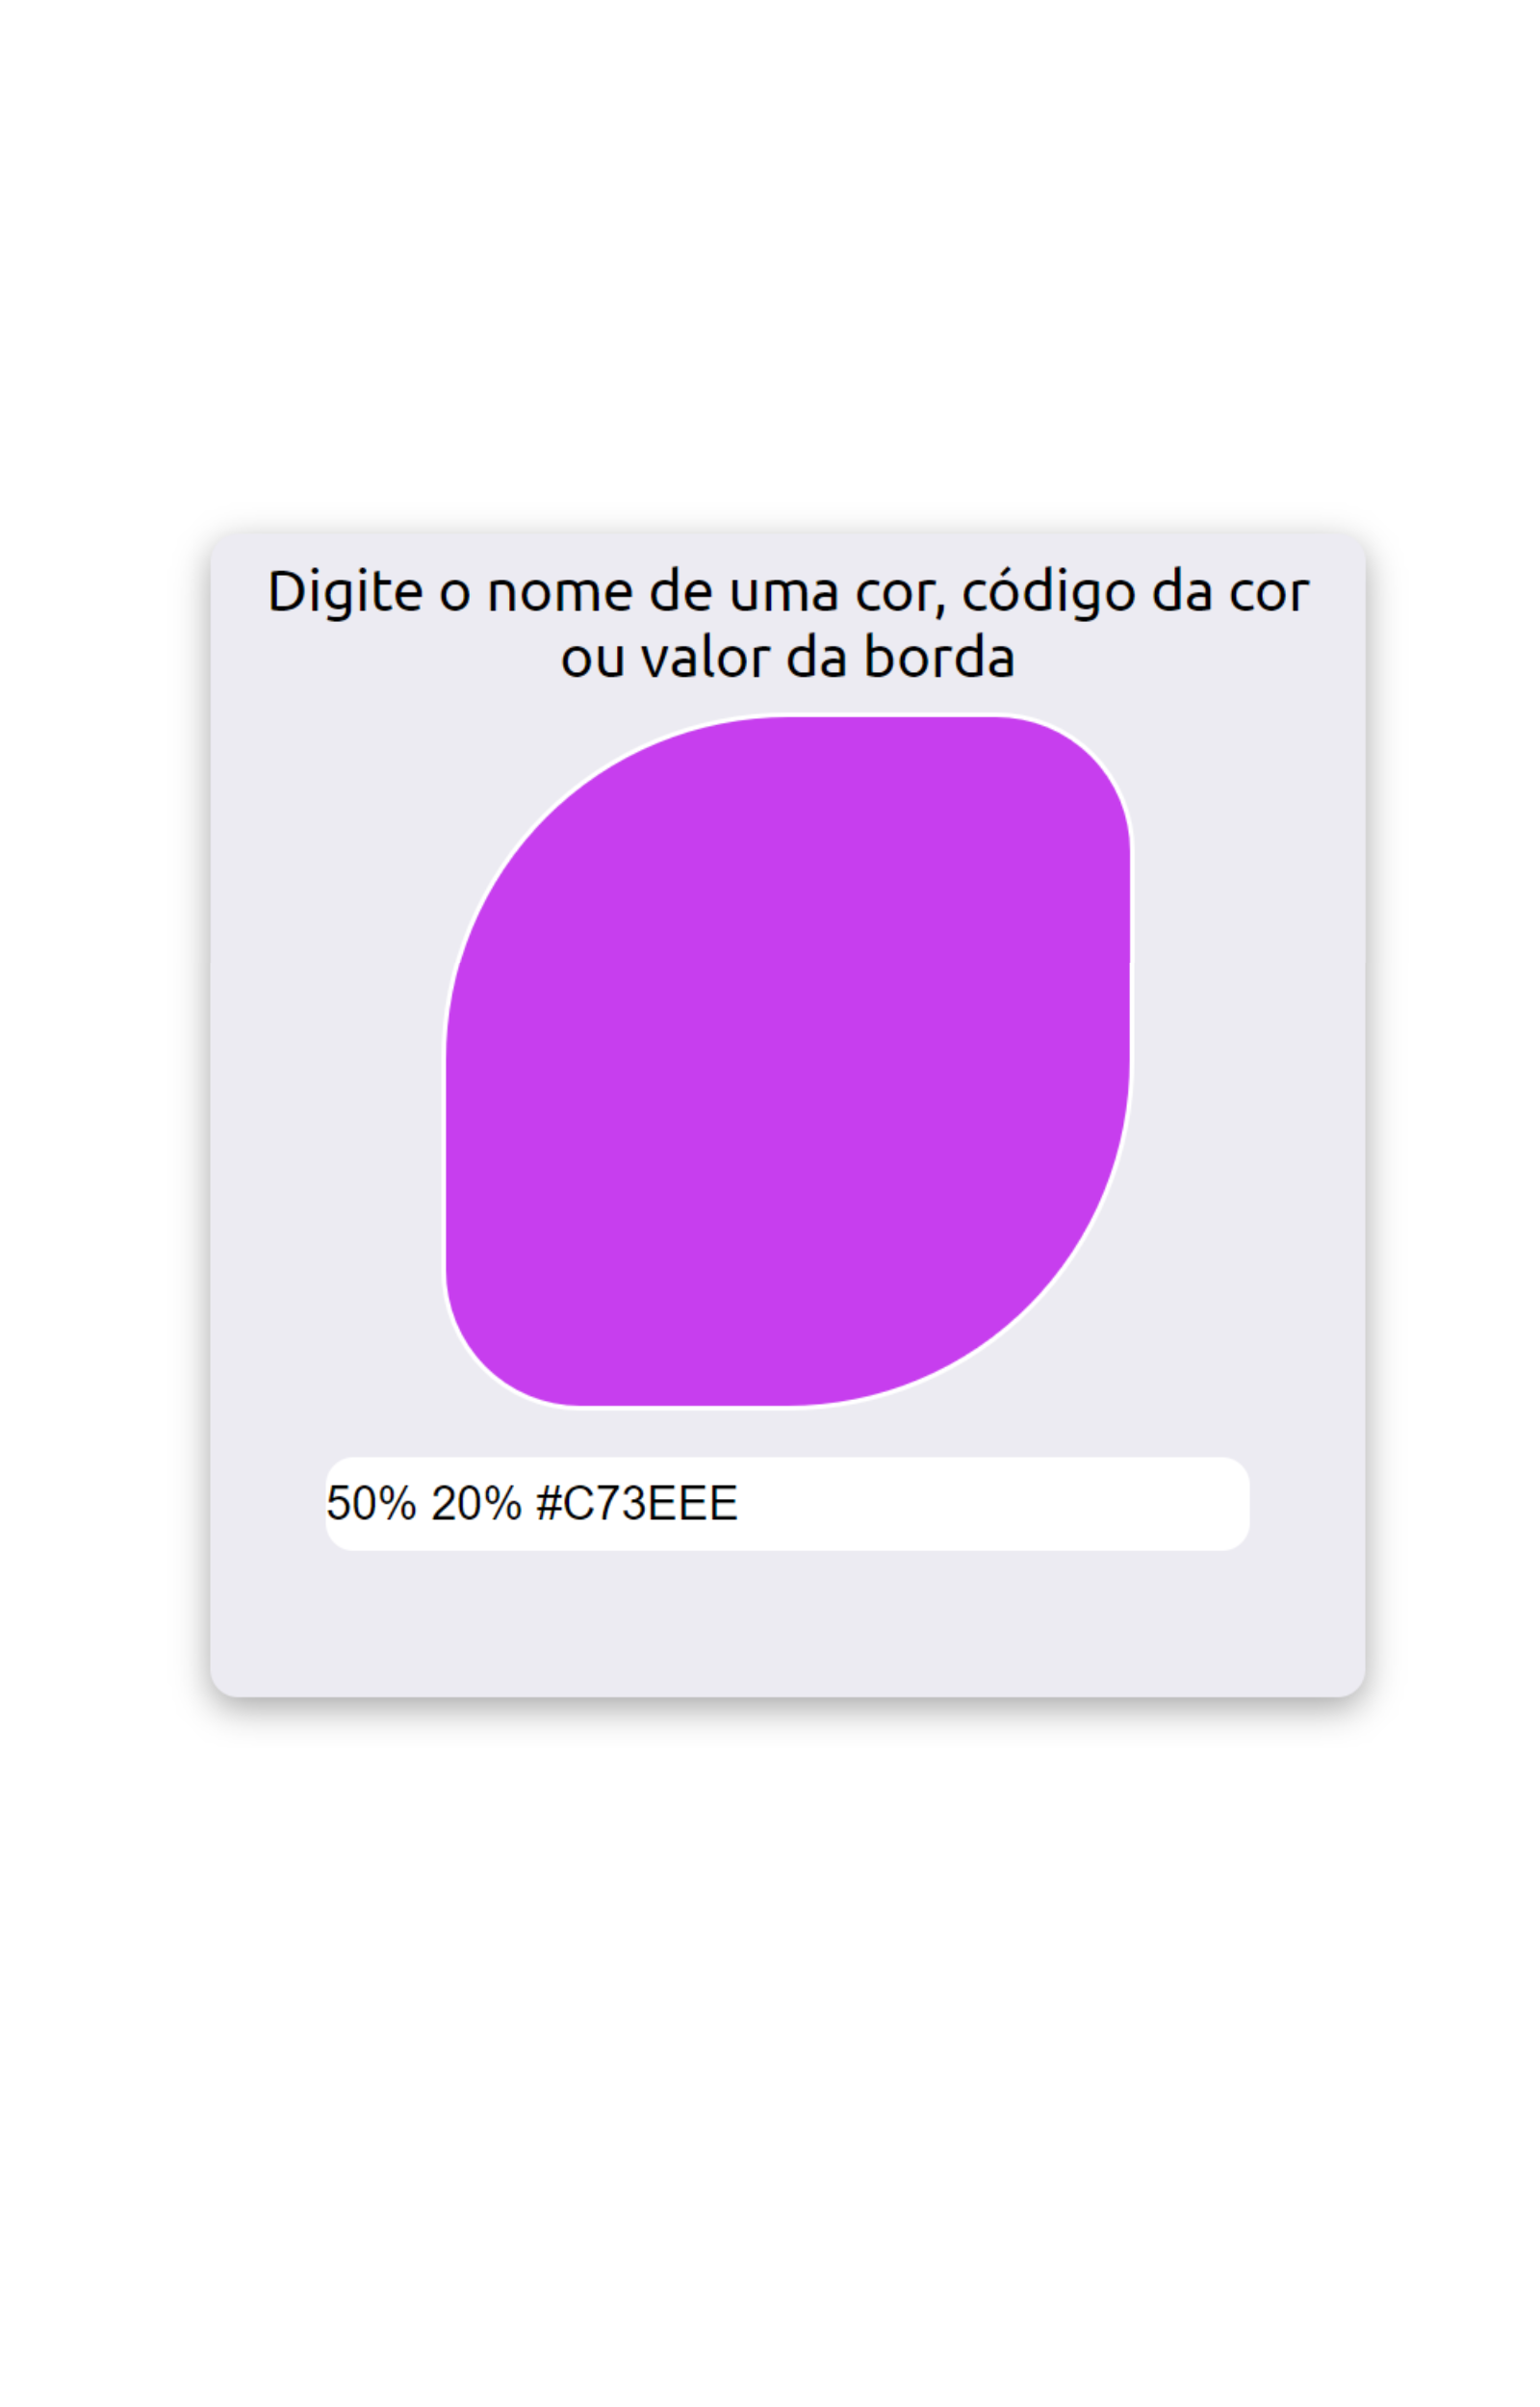 Digite o nome de uma cor, código da cor
ou valor da borda
50% 20% #C73EEE